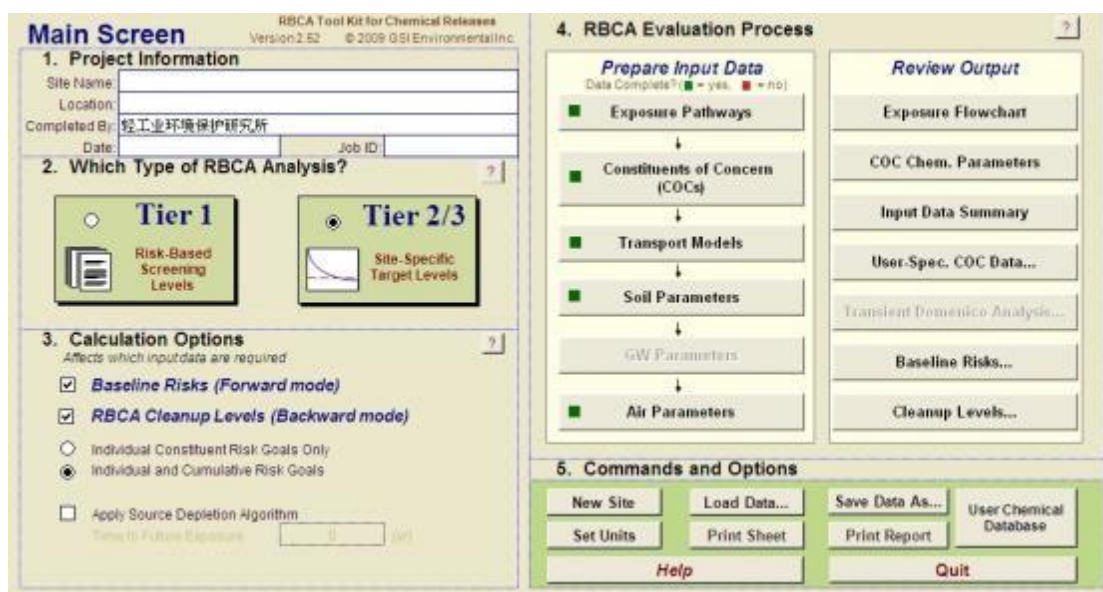 Main Screen
RBCA Tool Kit for Chemical Releases
Version 2.52 © 2009 GSI Environmental Inc.
1. Project Information
Site Name:
Location:
Completed By: 轻工业环境保护研究所
Date: Job ID:
2. Which Type of RBCA Analysis?
?
Tier 1
Risk-Based
Screening
Levels
Tier 2/3
Site-Specific
Target Levels
3. Calculation Options
?
Affects which input data are required
Baseline Risks (Forward mode)
RBCA Cleanup Levels (Backward mode)
Individual Constituent Risk Goals Only
Individual and Cumulative Risk Goals
Apply Source Depletion Algorithm
Time to Future Exposure 0 (yr)
4. RBCA Evaluation Process
?
Prepare Input Data
Data Complete? (■ = yes, ■ = no)
Exposure Pathways
Constituents of Concern
(COCs)
Transport Models
Soil Parameters
GW Parameters
Air Parameters
Review Output
Exposure Flowchart
COC Chem. Parameters
Input Data Summary
User-Spec. COC Data...
Transient Domenico Analysis...
Baseline Risks...
Cleanup Levels...
5. Commands and Options
New Site
Load Data...
Save Data As...
User Chemical
Database
Set Units
Print Sheet
Print Report
Help
Quit